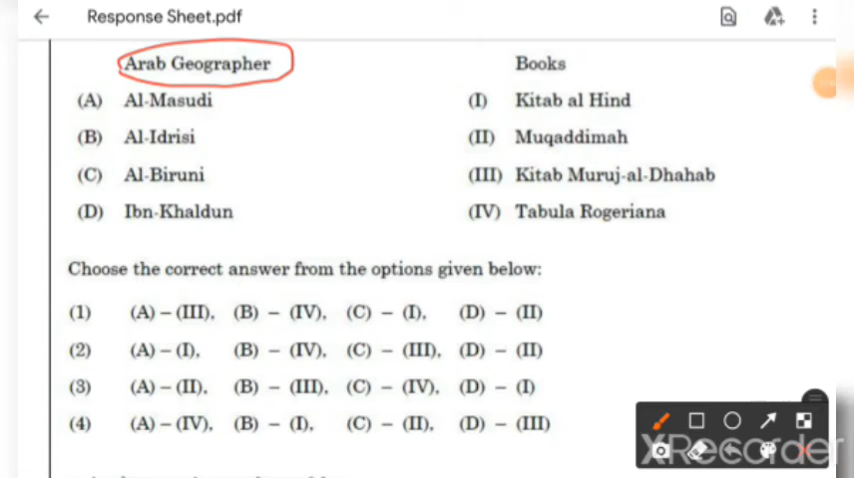 Response Sheet.pdf
Arab Geographer Books
(A) Al-Masudi (I) Kitab al Hind
(B) Al-Idrisi (II) Muqaddimah
(C) Al-Biruni (III) Kitab Muruj-al-Dhahab
(D) Ibn-Khaldun (IV) Tabula Rogeriana
Choose the correct answer from the options given below:
(1) (A) – (III), (B) – (IV), (C) – (I), (D) – (II)
(2) (A) – (I), (B) – (IV), (C) – (III), (D) – (II)
(3) (A) – (II), (B) – (III), (C) – (IV), (D) – (I)
(4) (A) – (IV), (B) – (I), (C) – (II), (D) – (III)
XRecorder